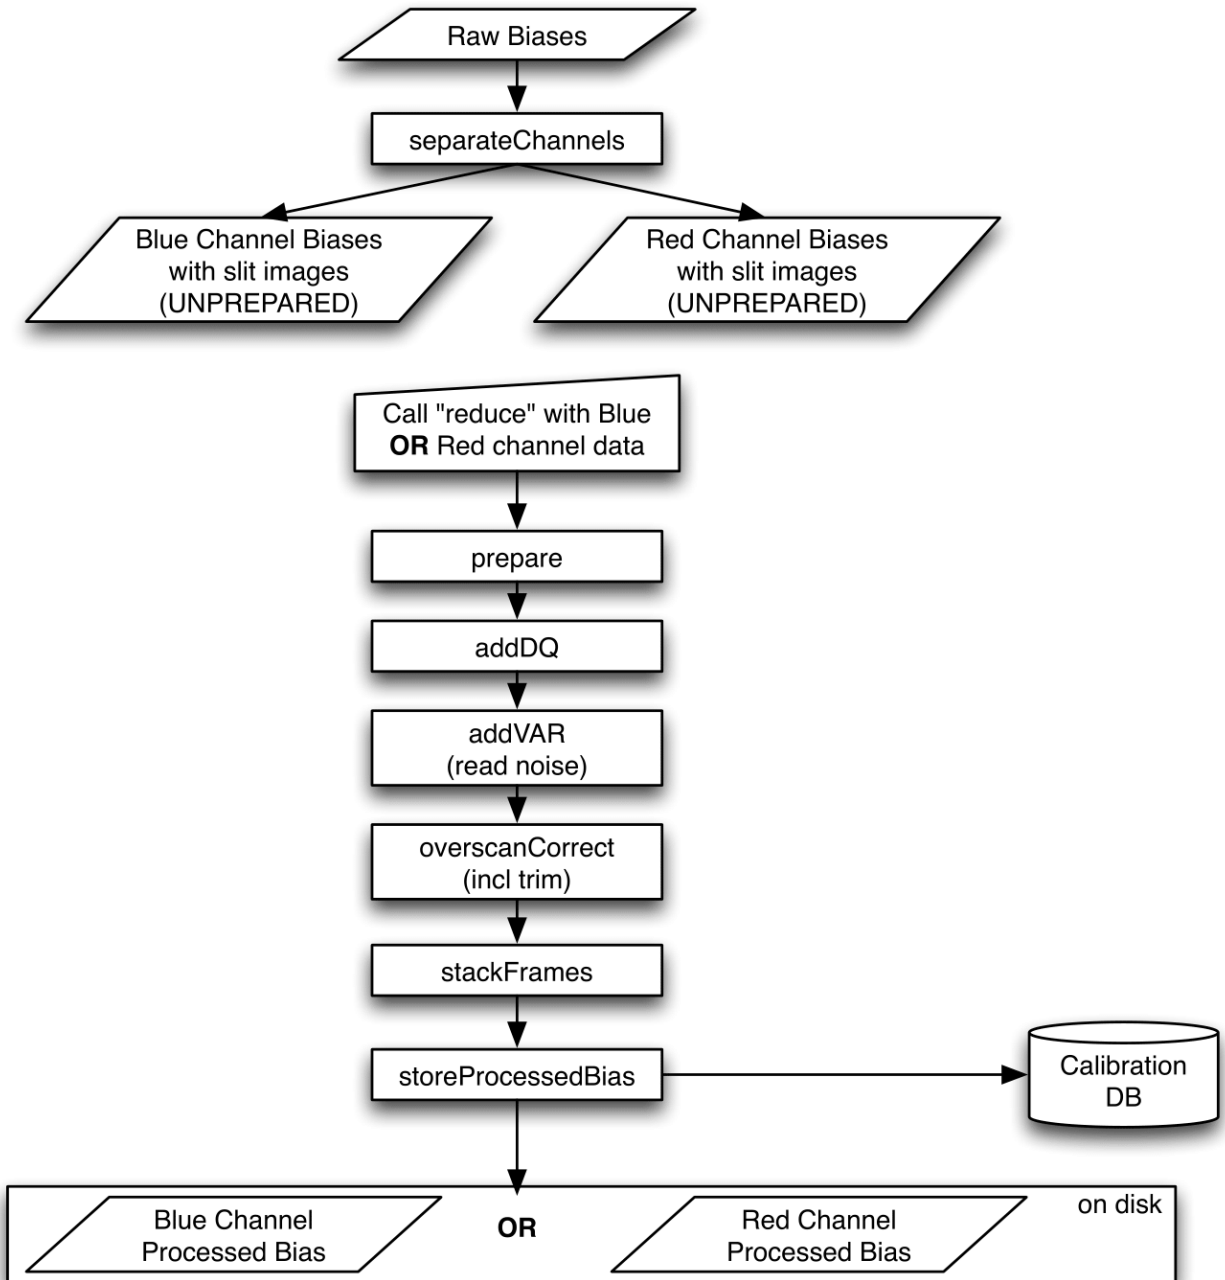 Raw Biases
separateChannels
Blue Channel Biases
with slit images
(UNPREPARED)
Red Channel Biases
with slit images
(UNPREPARED)
Call "reduce" with Blue
OR Red channel data
prepare
addDQ
addVAR
(read noise)
overscanCorrect
(incl trim)
stackFrames
storeProcessedBias
Calibration
DB
Blue Channel
Processed Bias
OR
Red Channel
Processed Bias
on disk